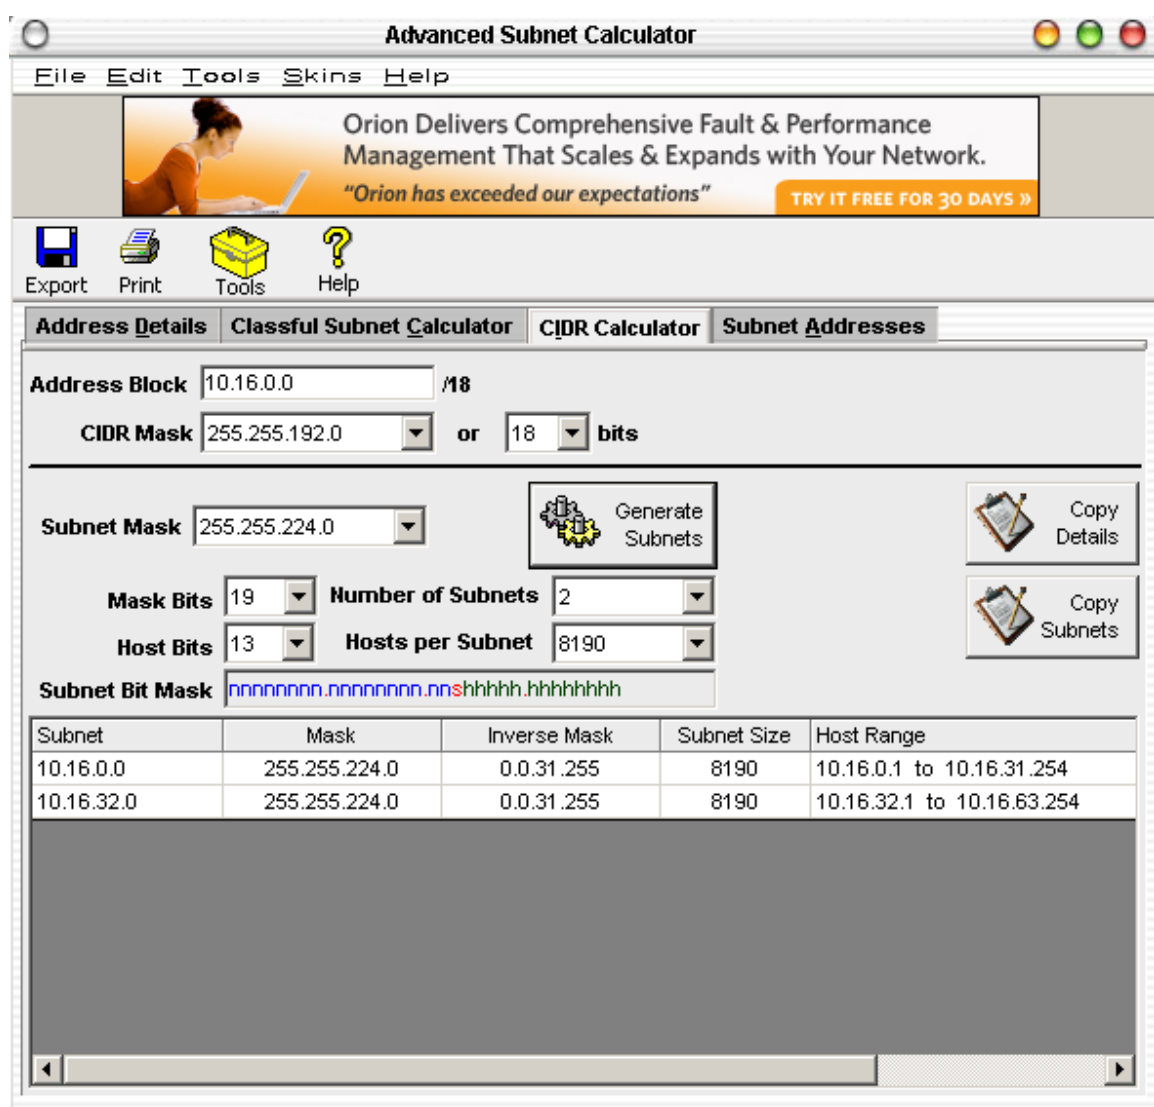 Advanced Subnet Calculator
File Edit Tools Skins Help
Orion Delivers Comprehensive Fault & Performance
Management That Scales & Expands with Your Network.
"Orion has exceeded our expectations"
TRY IT FREE FOR 30 DAYS »
Export Print Tools Help
Address Details Classful Subnet Calculator CIDR Calculator Subnet Addresses
Address Block 10.16.0.0 /18
CIDR Mask 255.255.192.0 or 18 bits
Subnet Mask 255.255.224.0
Generate
Subnets
Copy
Details
Mask Bits 19 Number of Subnets 2
Host Bits 13 Hosts per Subnet 8190
Copy
Subnets
Subnet Bit Mask nnnnnnnn.nnnnnnnn.nnshhhhh.hhhhhhhh
Subnet Mask Inverse Mask Subnet Size Host Range
10.16.0.0 255.255.224.0 0.0.31.255 8190 10.16.0.1 to 10.16.31.254
10.16.32.0 255.255.224.0 0.0.31.255 8190 10.16.32.1 to 10.16.63.254